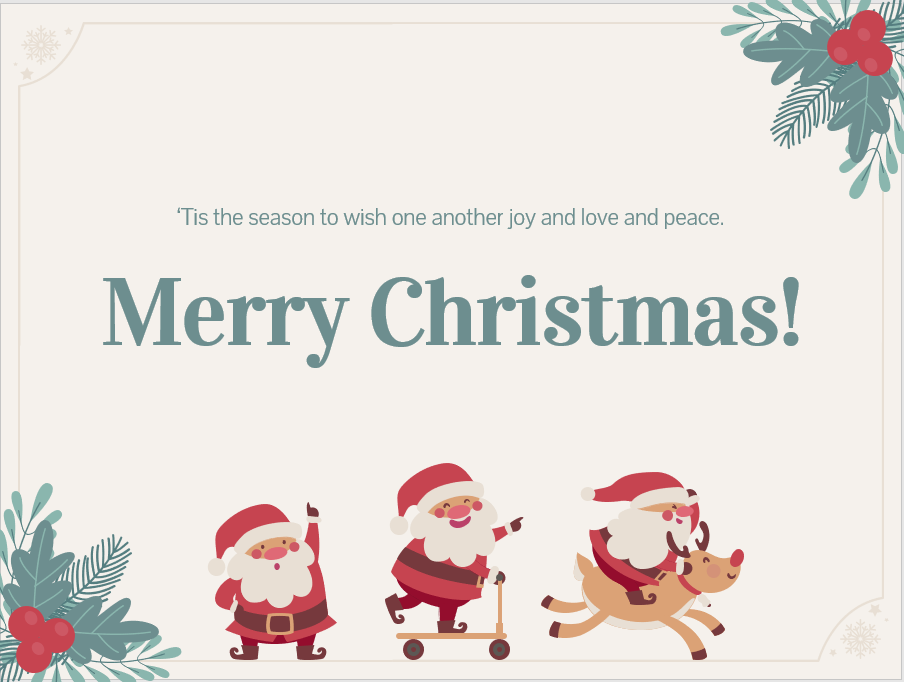 ‘Tis the season to wish one another joy and love and peace.
Merry Christmas!